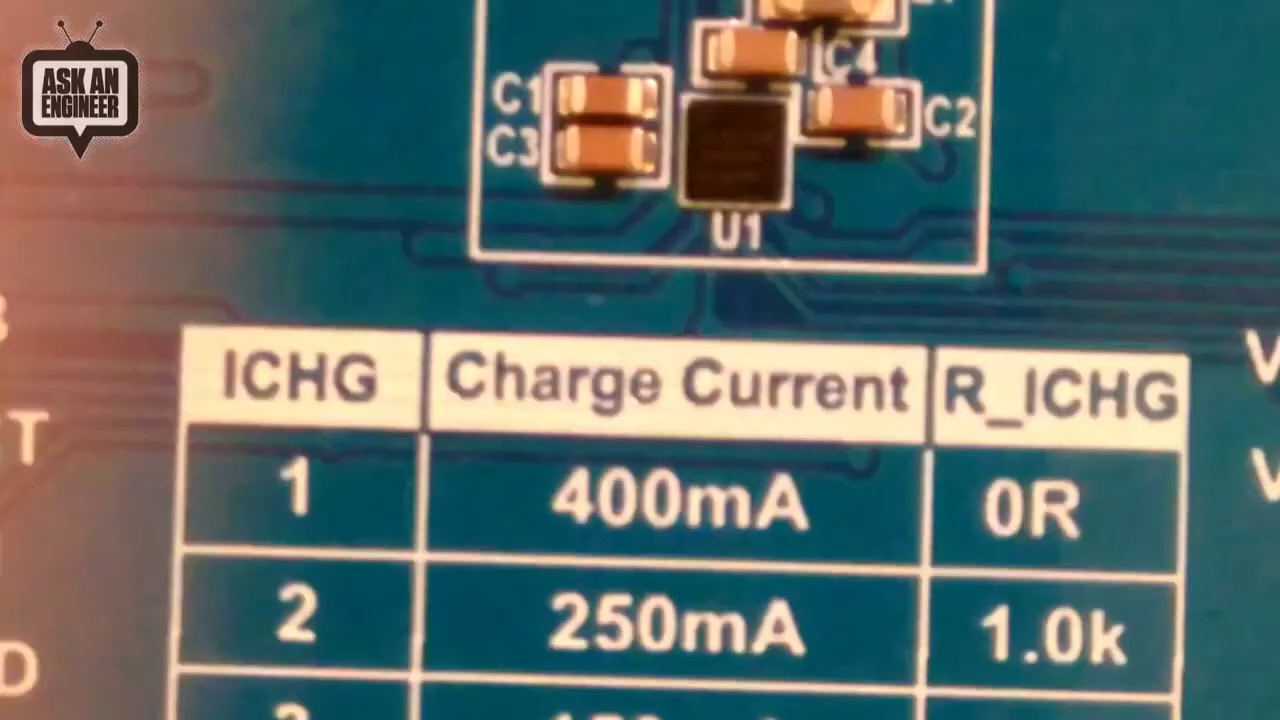 ASK AN
ENGINEER
C4
C1
C2
C3
U1
ICHG Charge Current R_ICHG
1 400mA 0R
2 250mA 1.0k